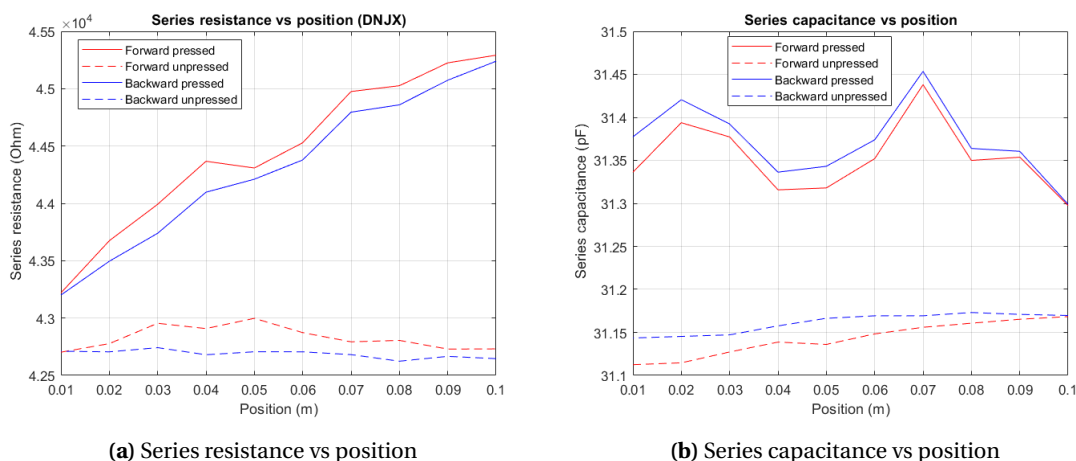 Series resistance vs position (DNJX)
×10⁴
4.55
4.5
4.45
4.4
4.35
4.3
4.25
Series resistance (Ohm)
Forward pressed
Forward unpressed
Backward pressed
Backward unpressed
0.01 0.02 0.03 0.04 0.05 0.06 0.07 0.08 0.09 0.1
Position (m)
(a) Series resistance vs position
Series capacitance vs position
31.5
31.45
31.4
31.35
31.3
31.25
31.2
31.15
31.1
Series capacitance (pF)
Forward pressed
Forward unpressed
Backward pressed
Backward unpressed
0.01 0.02 0.03 0.04 0.05 0.06 0.07 0.08 0.09 0.1
Position (m)
(b) Series capacitance vs position